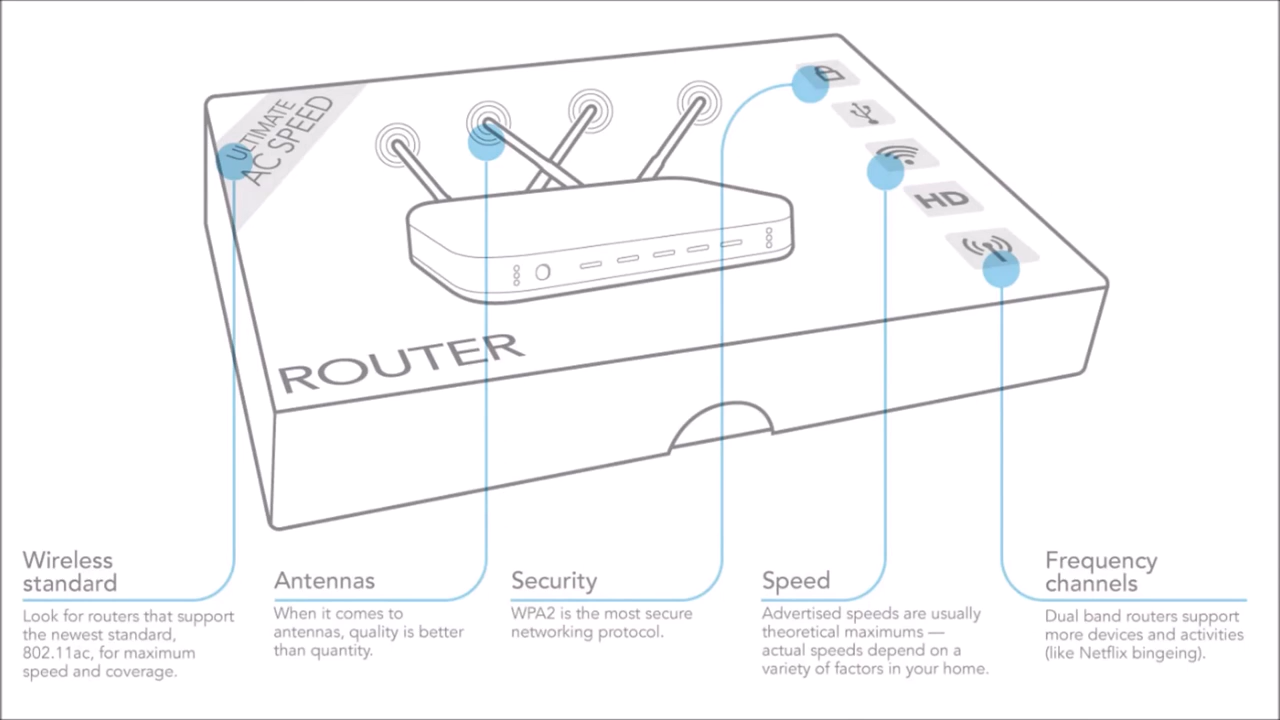 ULTIMATE
AC SPEED
HD
ROUTER
Wireless
standard
Look for routers that support
the newest standard,
802.11ac, for maximum
speed and coverage.
Antennas
When it comes to
antennas, quality is better
than quantity.
Security
WPA2 is the most secure
networking protocol.
Speed
Advertised speeds are usually
theoretical maximums —
actual speeds depend on a
variety of factors in your home.
Frequency
channels
Dual band routers support
more devices and activities
(like Netflix bingeing).